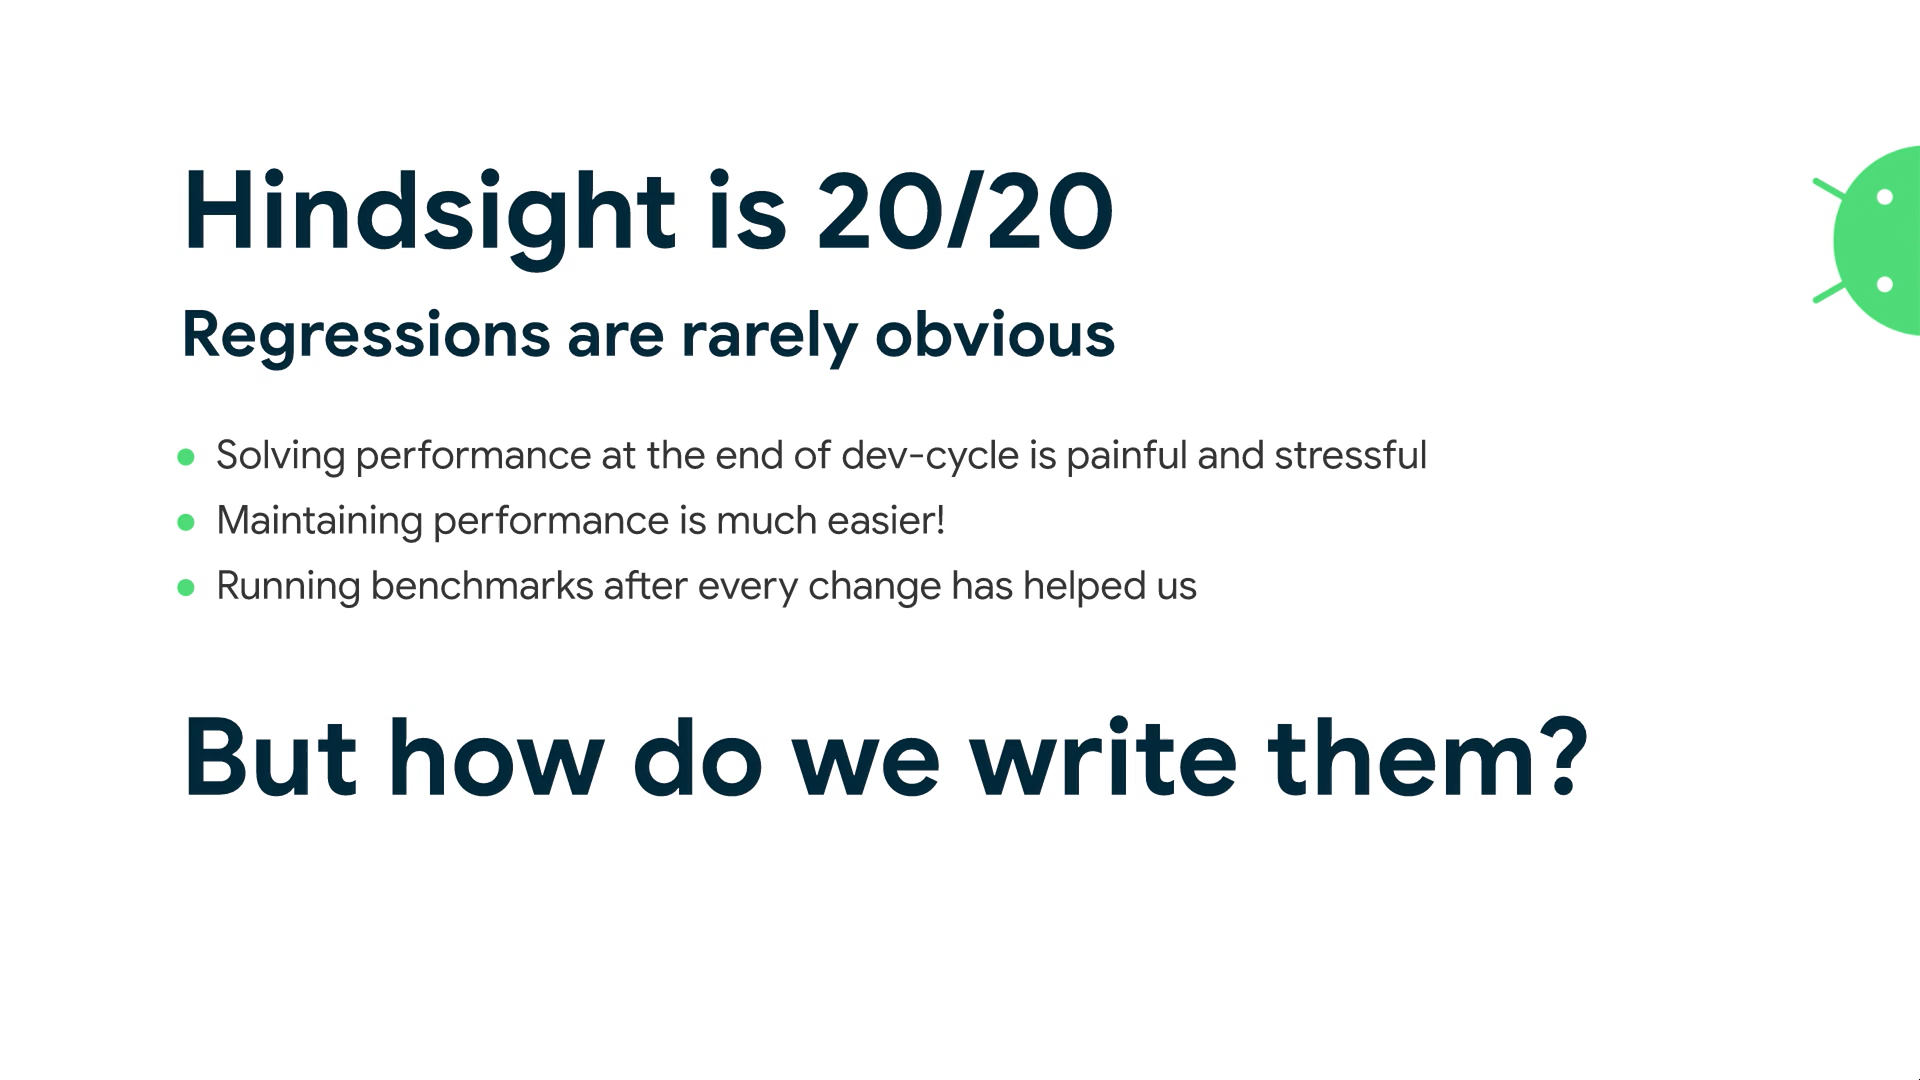 Hindsight is 20/20
Regressions are rarely obvious
Solving performance at the end of dev-cycle is painful and stressful
Maintaining performance is much easier!
Running benchmarks after every change has helped us
But how do we write them?